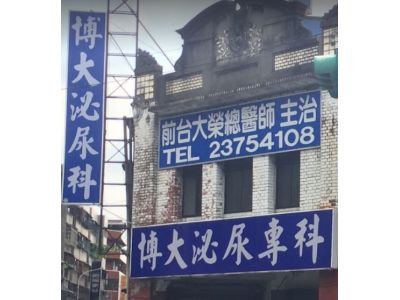 博大泌尿科
前台大榮總醫師 主治
TEL 23754108
博大泌尿專科